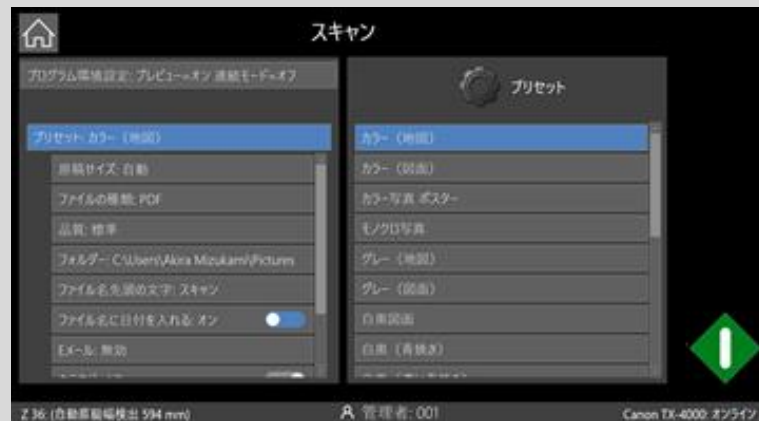 スキャン
プログラム環境設定: プレビュー=オン 連続モード=オフ
プリセット: カラー（地図）
原稿サイズ: 自動
ファイルの種類: PDF
品質: 標準
フォルダー: C:\Users\Akira Mizukami\Pictures
ファイル名先頭の文字: スキャン
ファイル名に日付を入れる: オン
Eメール: 無効
プリセット
カラー（地図）
カラー（図面）
カラー写真 ポスター
モノクロ写真
グレー（地図）
グレー（図面）
白黒図面
白黒（青焼き）
Z 36: (自動原稿幅検出 594 mm)
管理者: 001
Canon TX-4000: オンライン